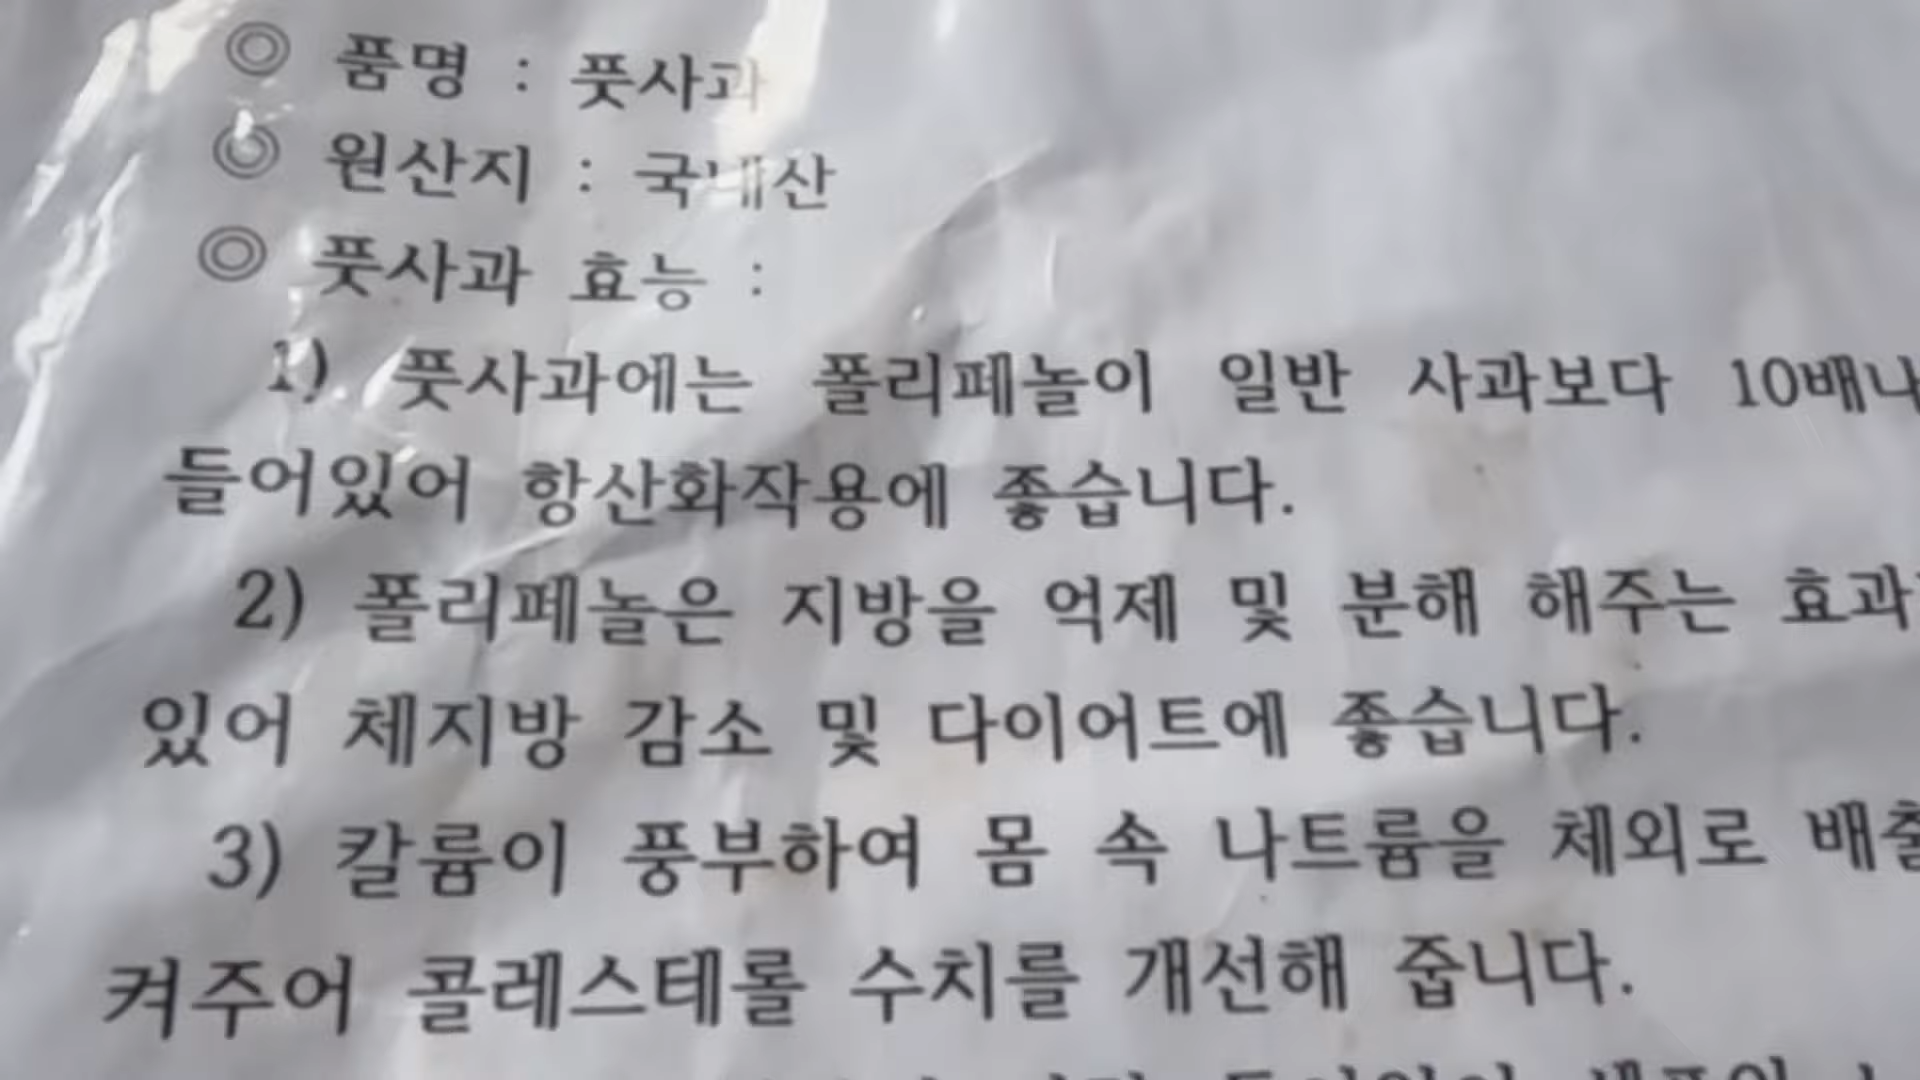 ◎ 품명 : 풋사과
◎ 원산지 : 국내산
◎ 풋사과 효능 :
1) 풋사과에는 폴리페놀이 일반 사과보다 10배나
들어있어 항산화작용에 좋습니다.
2) 폴리페놀은 지방을 억제 및 분해 해주는 효과
있어 체지방 감소 및 다이어트에 좋습니다.
3) 칼륨이 풍부하여 몸 속 나트륨을 체외로 배출
켜주어 콜레스테롤 수치를 개선해 줍니다.